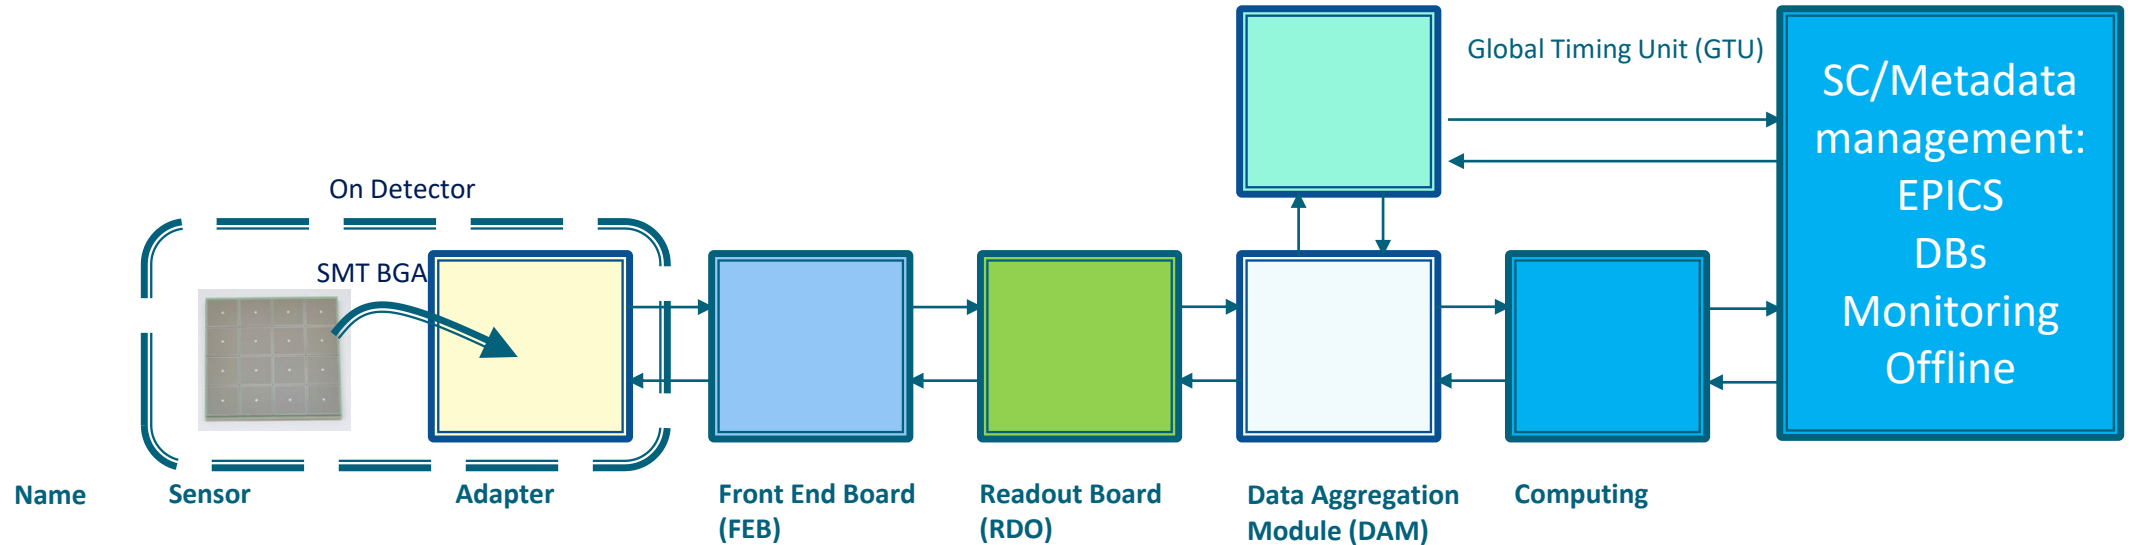 Global Timing Unit (GTU)
SC/Metadata
management:
EPICS
DBs
Monitoring
Offline
On Detector
SMT BGA
Name
Sensor
Adapter
Front End Board
(FEB)
Readout Board
(RDO)
Data Aggregation
Module (DAM)
Computing